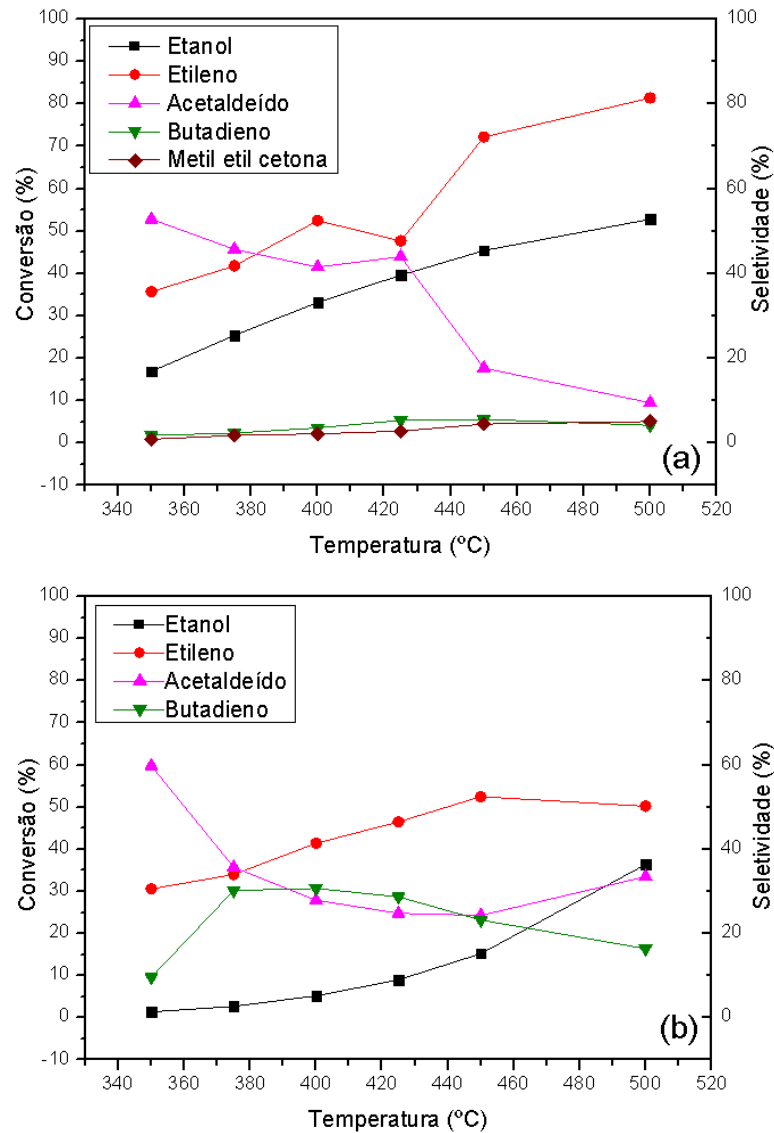 Etanol
Etileno
Acetaldeído
Butadieno
Metil etil cetona
100
90
80
70
60
50
40
30
20
10
0
-10
Conversão (%)
100
80
60
40
20
0
Seletividade (%)
(a)
340 360 380 400 420 440 460 480 500 520
Temperatura (ºC)
Etanol
Etileno
Acetaldeído
Butadieno
100
90
80
70
60
50
40
30
20
10
0
-10
Conversão (%)
100
80
60
40
20
0
Seletividade (%)
(b)
340 360 380 400 420 440 460 480 500 520
Temperatura (ºC)